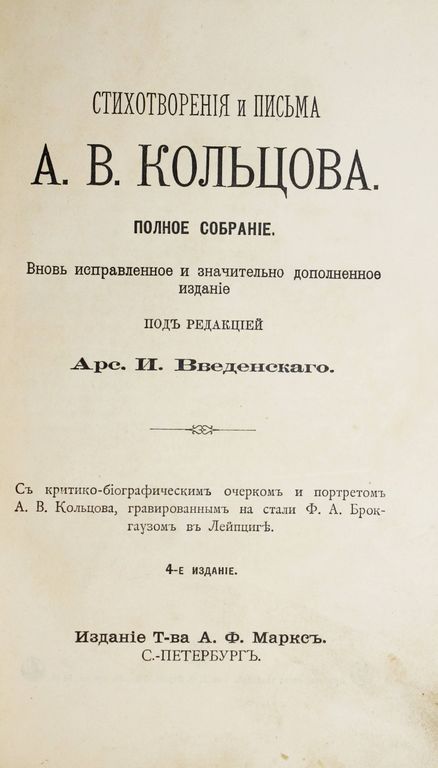 СТИХОТВОРЕНІЯ и ПИСЬМА
А. В. КОЛЬЦОВА.
ПОЛНОЕ СОБРАНІЕ.
Вновь исправленное и значительно дополненное
изданіе
ПОДЪ РЕДАКЦІЕЙ
Арс. И. Введенскаго.
Съ критико-біографическимъ очеркомъ и портретомъ
А. В. Кольцова, гравированнымъ на стали Ф. А. Брок-
гаузомъ въ Лейпцигѣ.
4-е изданіе.
Изданіе Т-ва А. Ф. Марксъ.
С.-ПЕТЕРБУРГЪ.